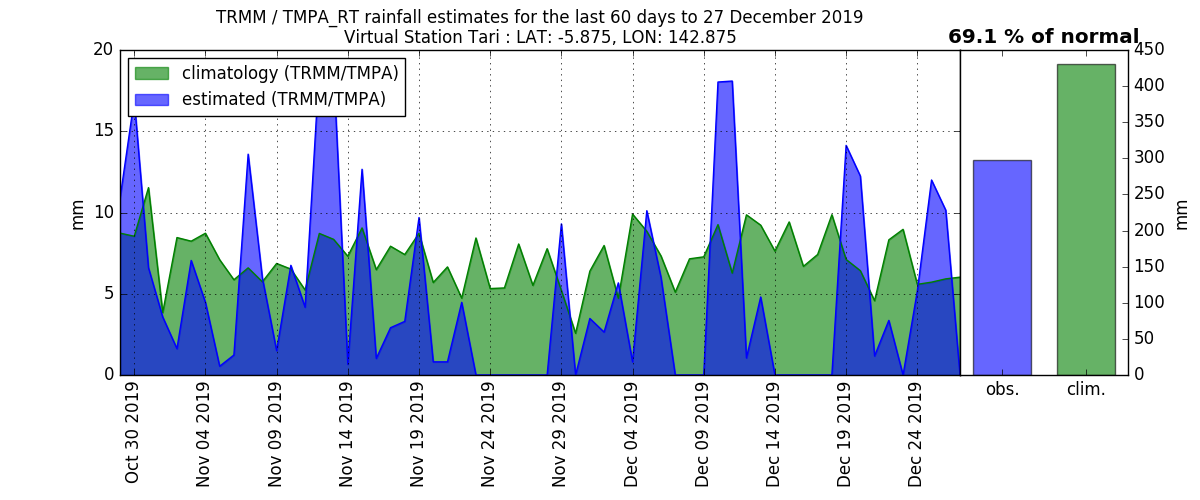 TRMM / TMPA_RT rainfall estimates for the last 60 days to 27 December 2019
Virtual Station Tari : LAT: -5.875, LON: 142.875
69.1 % of normal
climatology (TRMM/TMPA)
estimated (TRMM/TMPA)
20
15
10
5
0
mm
450
400
350
300
250
200
150
100
50
0
mm
Oct 30 2019
Nov 04 2019
Nov 09 2019
Nov 14 2019
Nov 19 2019
Nov 24 2019
Nov 29 2019
Dec 04 2019
Dec 09 2019
Dec 14 2019
Dec 19 2019
Dec 24 2019
obs.
clim.